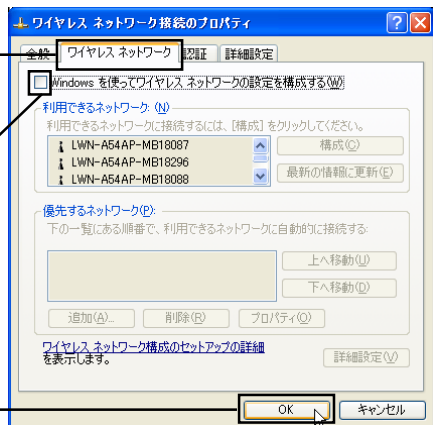 ワイヤレス ネットワーク接続のプロパティ
全般 ワイヤレス ネットワーク 認証 詳細設定
Windows を使ってワイヤレス ネットワークの設定を構成する(W)
利用できるネットワーク: (N)
利用できるネットワークに接続するには、[構成] をクリックしてください。
LWN-A54AP-MB18087
LWN-A54AP-MB18296
LWN-A54AP-MB18088
構成(C)
最新の情報に更新(E)
優先するネットワーク(P):
下の一覧にある順番で、利用できるネットワークに自動的に接続する:
上へ移動(U)
下へ移動(D)
追加(A)... 削除(R) プロパティ(O)
ワイヤレス ネットワーク構成のセットアップの詳細
を表示します。
詳細設定(V)
OK キャンセル